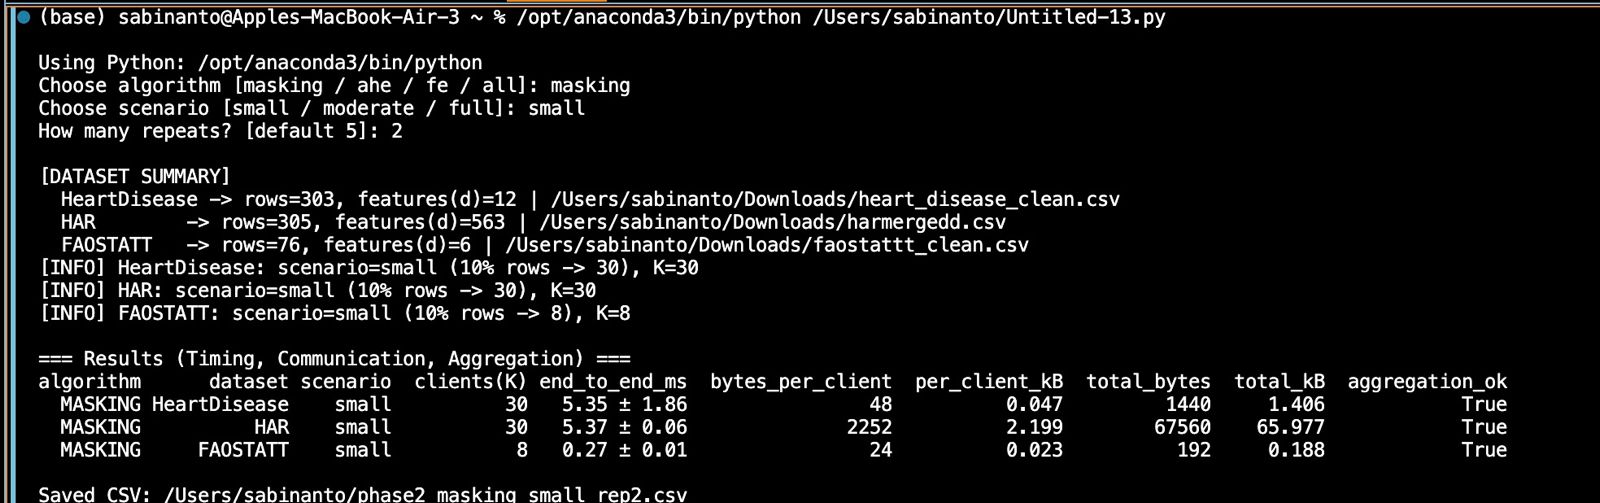 (base) sabinanto@Apples-MacBook-Air-3 ~ % /opt/anaconda3/bin/python /Users/sabinanto/Untitled-13.py
Using Python: /opt/anaconda3/bin/python
Choose algorithm [masking / ahe / fe / all]: masking
Choose scenario [small / moderate / full]: small
How many repeats? [default 5]: 2
[DATASET SUMMARY]
HeartDisease -> rows=303, features(d)=12 | /Users/sabinanto/Downloads/heart_disease_clean.csv
HAR -> rows=305, features(d)=563 | /Users/sabinanto/Downloads/harmergedd.csv
FAOSTATT -> rows=76, features(d)=6 | /Users/sabinanto/Downloads/faostattt_clean.csv
[INFO] HeartDisease: scenario=small (10% rows -> 30), K=30
[INFO] HAR: scenario=small (10% rows -> 30), K=30
[INFO] FAOSTATT: scenario=small (10% rows -> 8), K=8
=== Results (Timing, Communication, Aggregation) ===
algorithm dataset scenario clients(K) end_to_end_ms bytes_per_client per_client_kB total_bytes total_kB aggregation_ok
MASKING HeartDisease small 30 5.35 ± 1.86 48 0.047 1440 1.406 True
MASKING HAR small 30 5.37 ± 0.06 2252 2.199 67560 65.977 True
MASKING FAOSTATT small 8 0.27 ± 0.01 24 0.023 192 0.188 True
Saved CSV: /Users/sabinanto/phase2_masking_small_rep2.csv